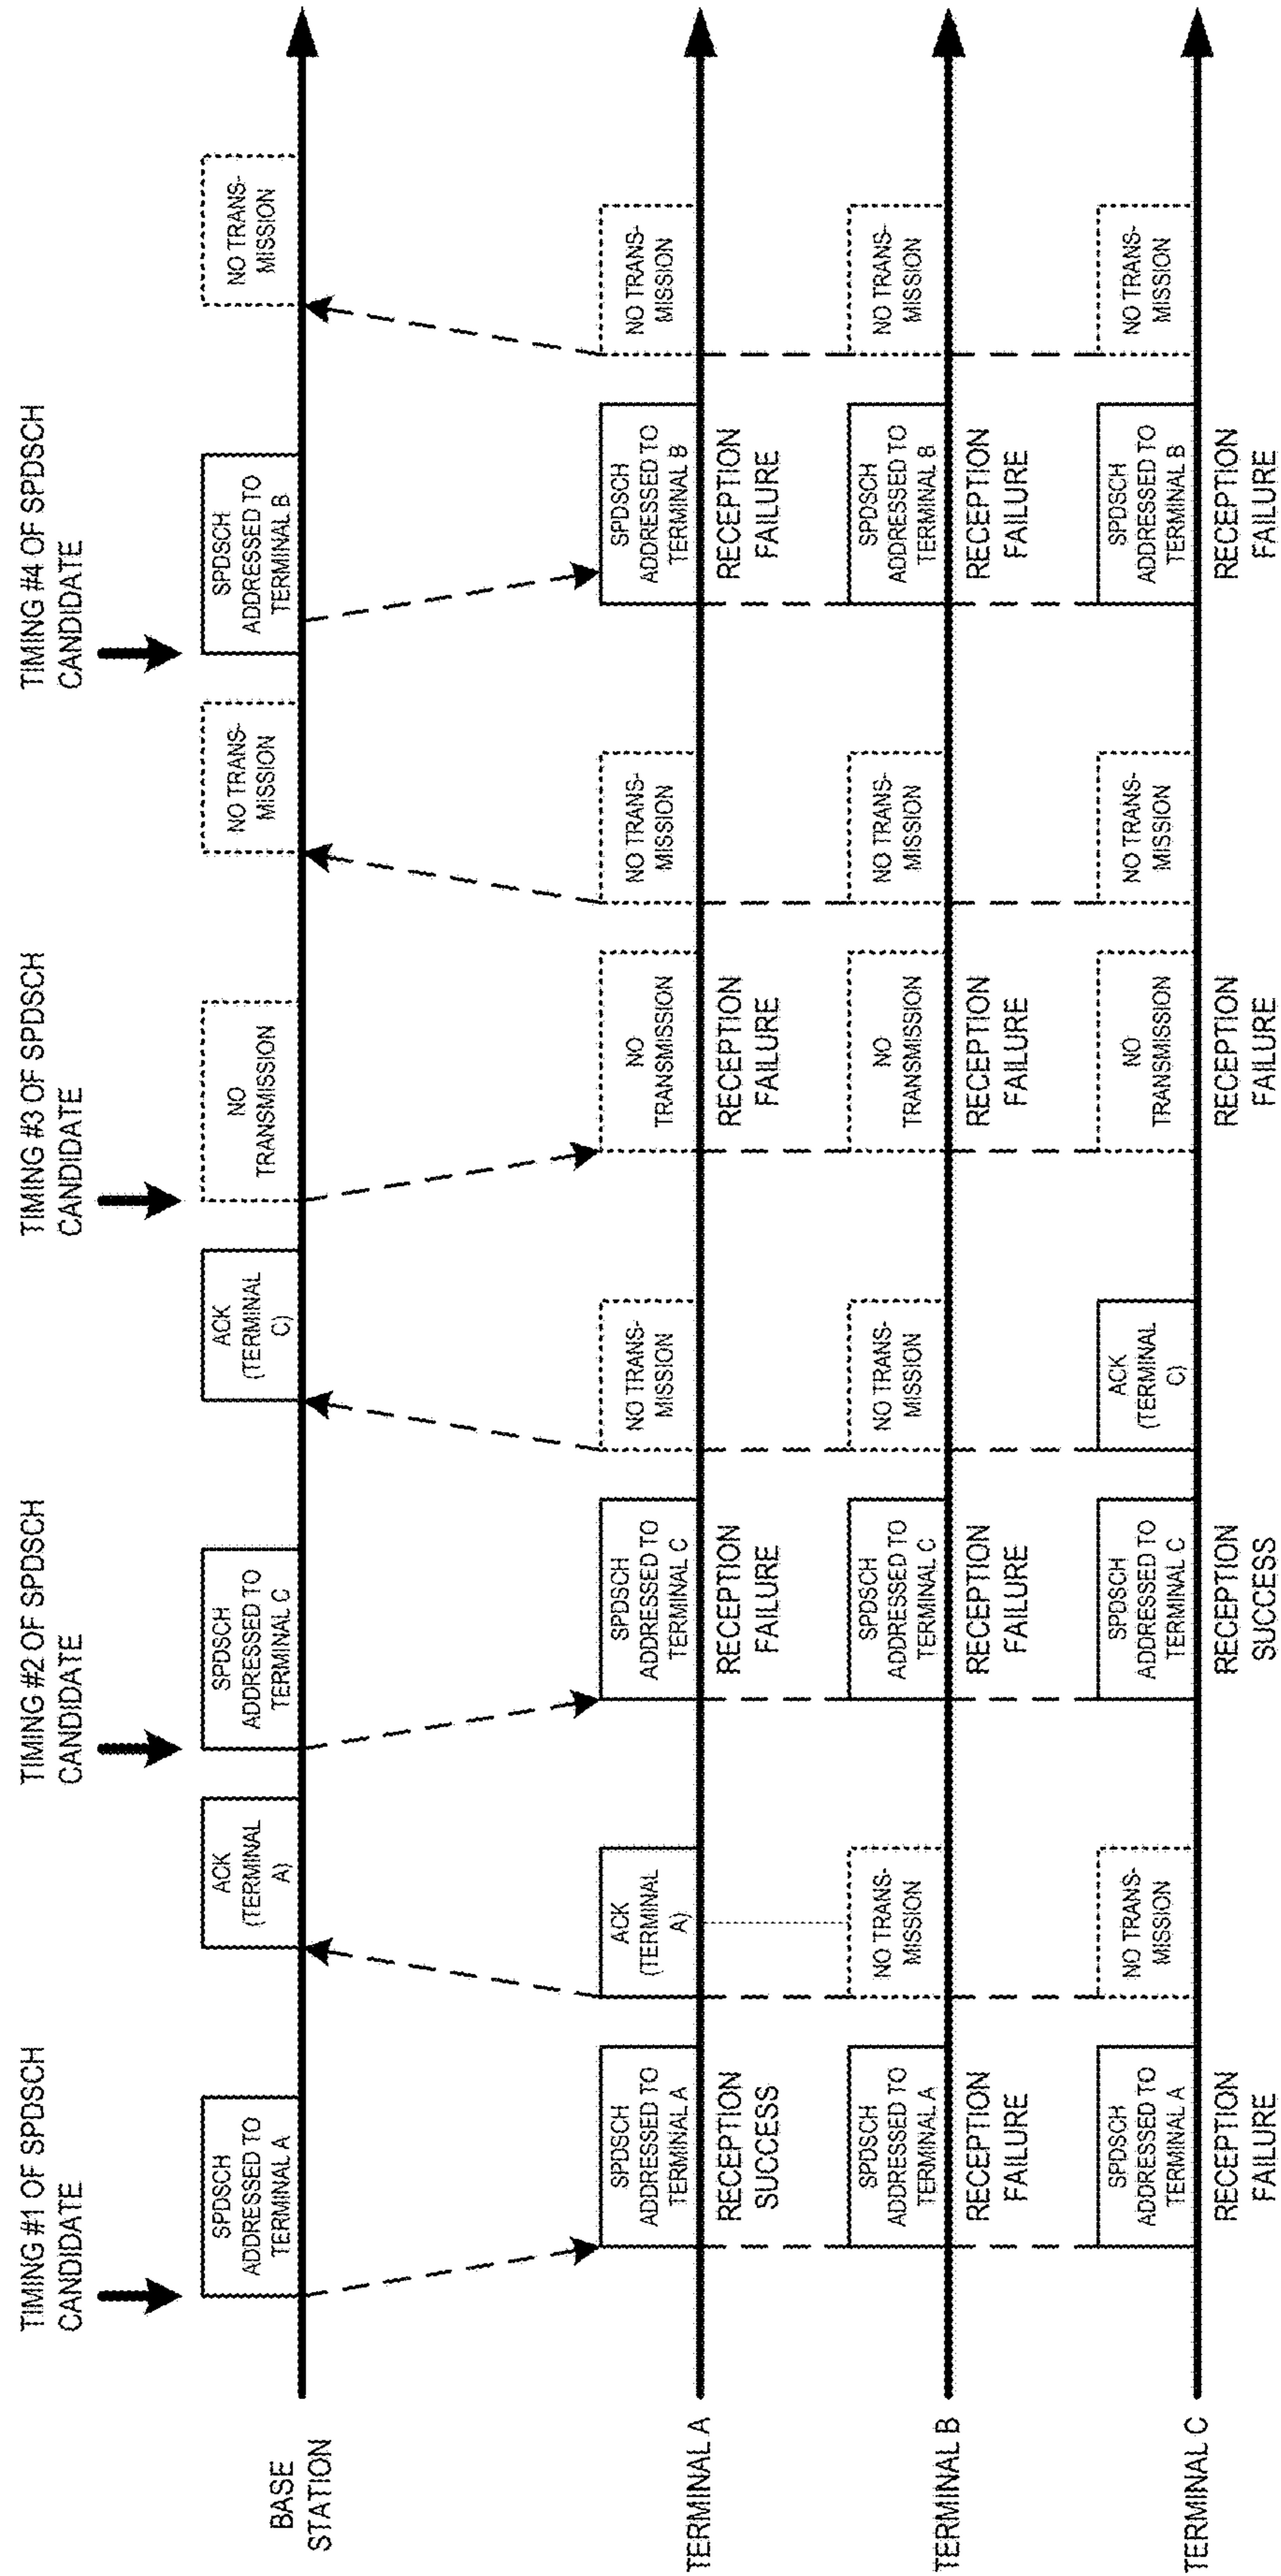 TIMING #1 OF SPDSCH
CANDIDATE
TIMING #2 OF SPDSCH
CANDIDATE
TIMING #3 OF SPDSCH
CANDIDATE
TIMING #4 OF SPDSCH
CANDIDATE
BASE
STATION
SPDSCH
ADDRESSED TO
TERMINAL A
ACK
(TERMINAL
A)
SPDSCH
ADDRESSED TO
TERMINAL C
ACK
(TERMINAL
C)
NO
TRANSMISSION
NO TRANS-
MISSION
SPDSCH
ADDRESSED TO
TERMINAL B
NO TRANS-
MISSION
TERMINAL A
SPDSCH
ADDRESSED TO
TERMINAL A
RECEPTION
SUCCESS
ACK
(TERMINAL
A)
SPDSCH
ADDRESSED TO
TERMINAL C
RECEPTION
FAILURE
NO TRANS-
MISSION
NO
TRANSMISSION
RECEPTION
FAILURE
NO TRANS-
MISSION
SPDSCH
ADDRESSED TO
TERMINAL B
RECEPTION
FAILURE
NO TRANS-
MISSION
TERMINAL B
SPDSCH
ADDRESSED TO
TERMINAL A
RECEPTION
FAILURE
NO TRANS-
MISSION
SPDSCH
ADDRESSED TO
TERMINAL C
RECEPTION
FAILURE
NO TRANS-
MISSION
NO
TRANSMISSION
RECEPTION
FAILURE
NO TRANS-
MISSION
SPDSCH
ADDRESSED TO
TERMINAL B
RECEPTION
FAILURE
NO TRANS-
MISSION
TERMINAL C
SPDSCH
ADDRESSED TO
TERMINAL A
RECEPTION
FAILURE
NO TRANS-
MISSION
SPDSCH
ADDRESSED TO
TERMINAL C
RECEPTION
SUCCESS
ACK
(TERMINAL
C)
NO
TRANSMISSION
RECEPTION
FAILURE
NO TRANS-
MISSION
SPDSCH
ADDRESSED TO
TERMINAL B
RECEPTION
FAILURE
NO TRANS-
MISSION